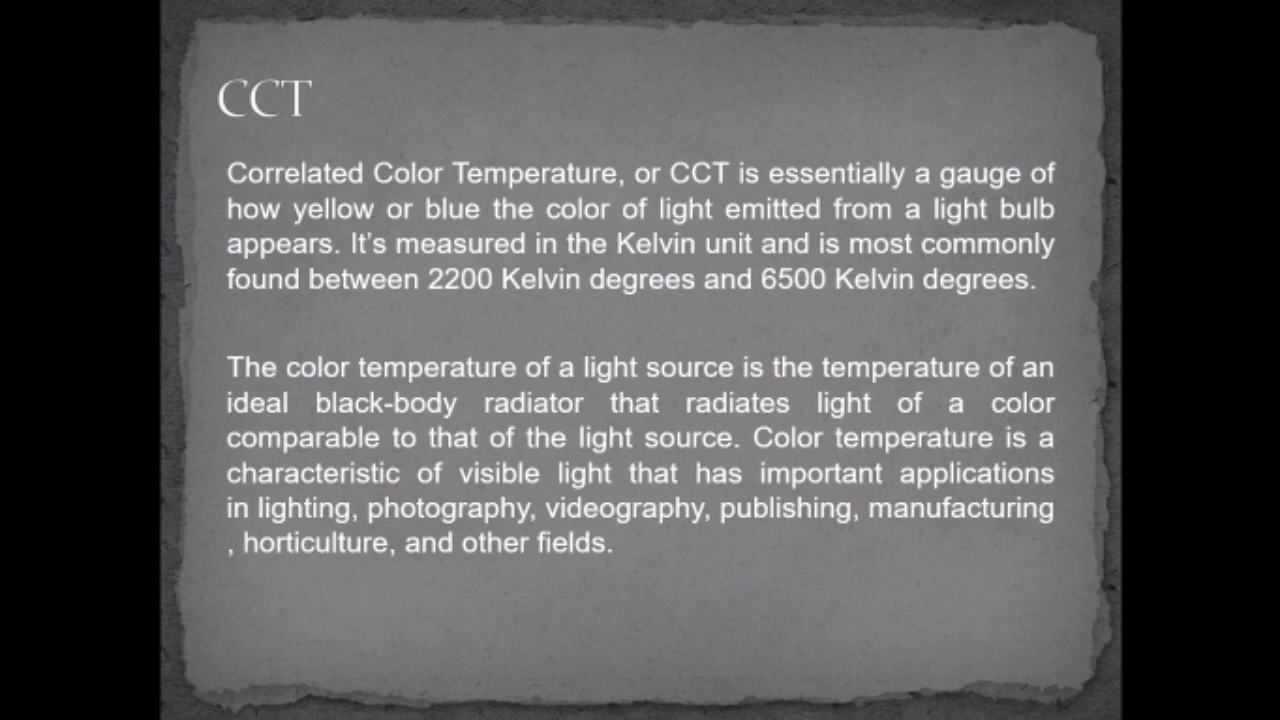 CCT
Correlated Color Temperature, or CCT is essentially a gauge of
how yellow or blue the color of light emitted from a light bulb
appears. It’s measured in the Kelvin unit and is most commonly
found between 2200 Kelvin degrees and 6500 Kelvin degrees.
The color temperature of a light source is the temperature of an
ideal black-body radiator that radiates light of a color
comparable to that of the light source. Color temperature is a
characteristic of visible light that has important applications
in lighting, photography, videography, publishing, manufacturing
, horticulture, and other fields.